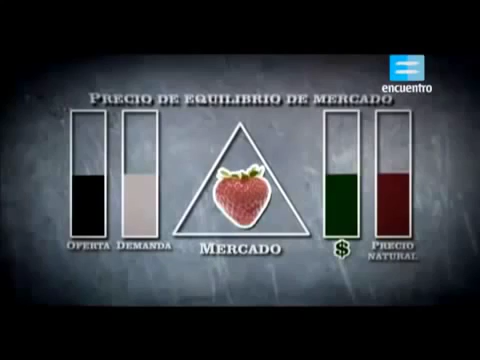 encuentro
PRECIO DE EQUILIBRIO DE MERCADO
OFERTA
DEMANDA
MERCADO
$
PRECIO
NATURAL